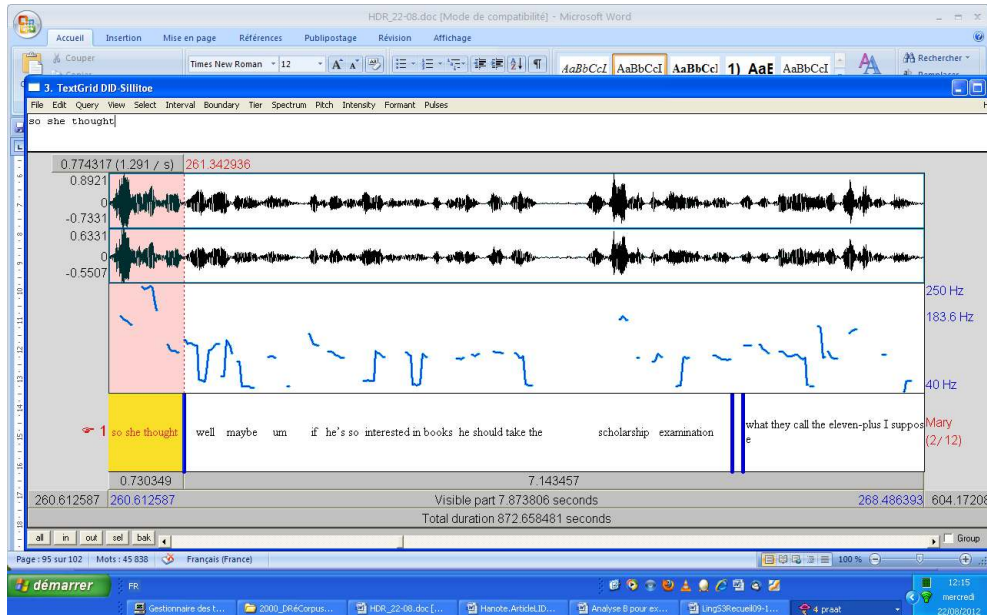 HDR_22-08.doc [Mode de compatibilité] - Microsoft Word
Accueil Insertion Mise en page Références Publipostage Révision Affichage
Couper
Times New Roman 12
AaBbCcI AaBbCcI AaBbCcl 1) AaE AaBbCcI
Rechercher
3. TextGrid DID-Sillitoe
File Edit Query View Select Interval Boundary Tier Spectrum Pitch Intensity Formant Pulses
so she thought
0.774317 (1.291 / s) 261.342936
0.8921
0
-0.7331
0.6331
0
-0.5507
250 Hz
183.6 Hz
40 Hz
1 so she thought well maybe um if he's so interested in books he should take the scholarship examination what they call the eleven-plus I suppos
e
Mary
(2/12)
0.730349 7.143457
260.612587 260.612587 Visible part 7.873806 seconds 268.486393 604.17208
Total duration 872.658481 seconds
all in out sel bak Group
Page : 95 sur 102 Mots : 45 838 Français (France) 100 %
démarrer FR 12:15
mercredi
22/08/2012
Gestionnaire des t... 2000_DRéCorpus... HDR_22-08.doc [... Hanote.ArticleLID... Analyse B pour ex... LingS3Recueil09-1... 4 praat